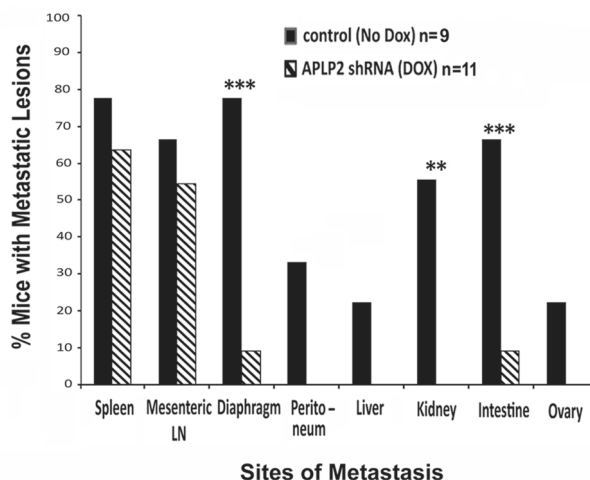 control (No Dox) n=9
APLP2 shRNA (DOX) n=11
% Mice with Metastatic Lesions
100
90
80
70
60
50
40
30
20
10
0
***
**
***
Spleen Mesenteric LN Diaphragm Perito – neum Liver Kidney Intestine Ovary
Sites of Metastasis